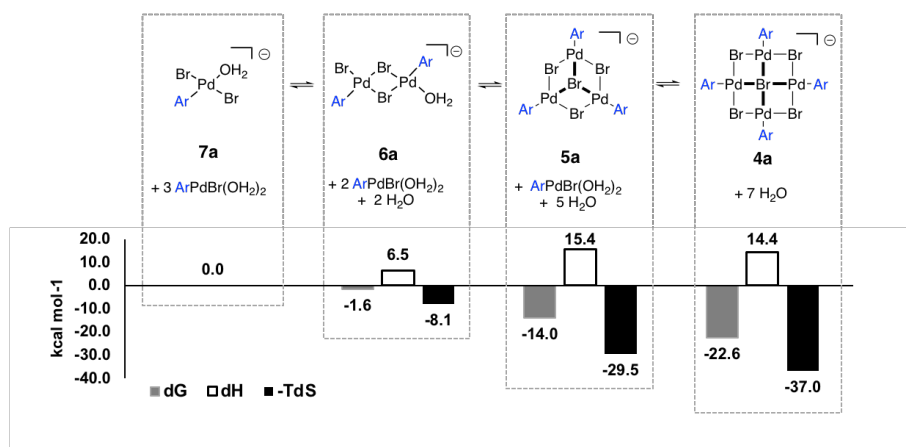 Br OH2
Pd
Ar Br
⊖
7a
+ 3 ArPdBr(OH2)2
⇌
Br Br Ar
Pd Pd
Ar Br OH2
⊖
6a
+ 2 ArPdBr(OH2)2
+ 2 H2O
⇌
Ar
Pd
Br Br
Br
Pd Pd
Ar Br Ar
⊖
5a
+ ArPdBr(OH2)2
+ 5 H2O
⇌
Ar
Br Pd Br
Ar Pd Br Pd Ar
Br Pd Br
Ar
⊖
4a
+ 7 H2O
kcal mol-1
20.0
10.0
0.0
-10.0
-20.0
-30.0
-40.0
0.0
6.5
-1.6
-8.1
15.4
-14.0
-29.5
14.4
-22.6
-37.0
dG dH -TdS